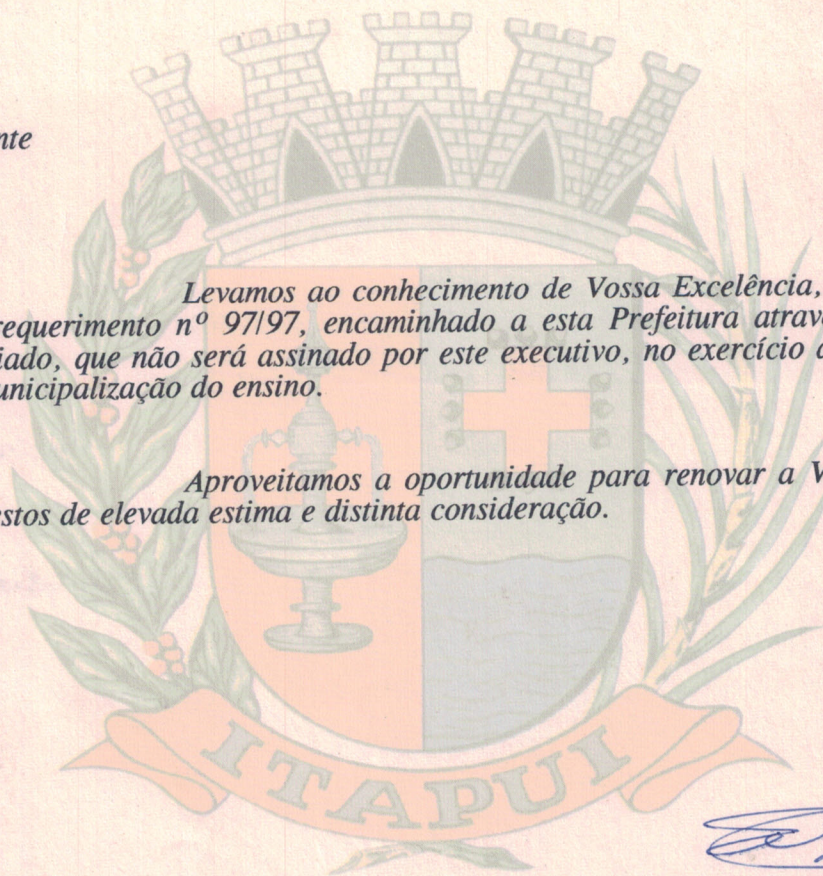 nte
Levamos ao conhecimento de Vossa Excelência,
requerimento nº 97/97, encaminhado a esta Prefeitura atrav
iado, que não será assinado por este executivo, no exercício
unicipalização do ensino.
Aproveitamos a oportunidade para renovar a V
estos de elevada estima e distinta consideração.
ITAPUI